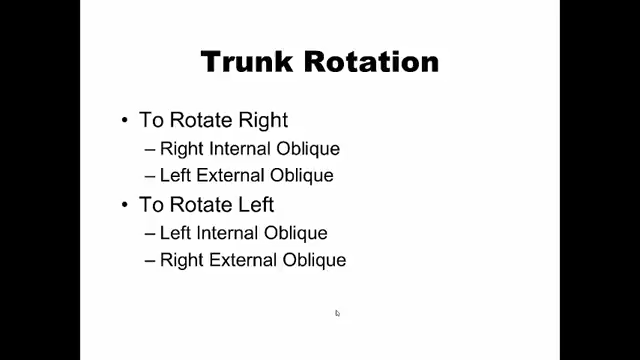 Trunk Rotation
• To Rotate Right
– Right Internal Oblique
– Left External Oblique
• To Rotate Left
– Left Internal Oblique
– Right External Oblique